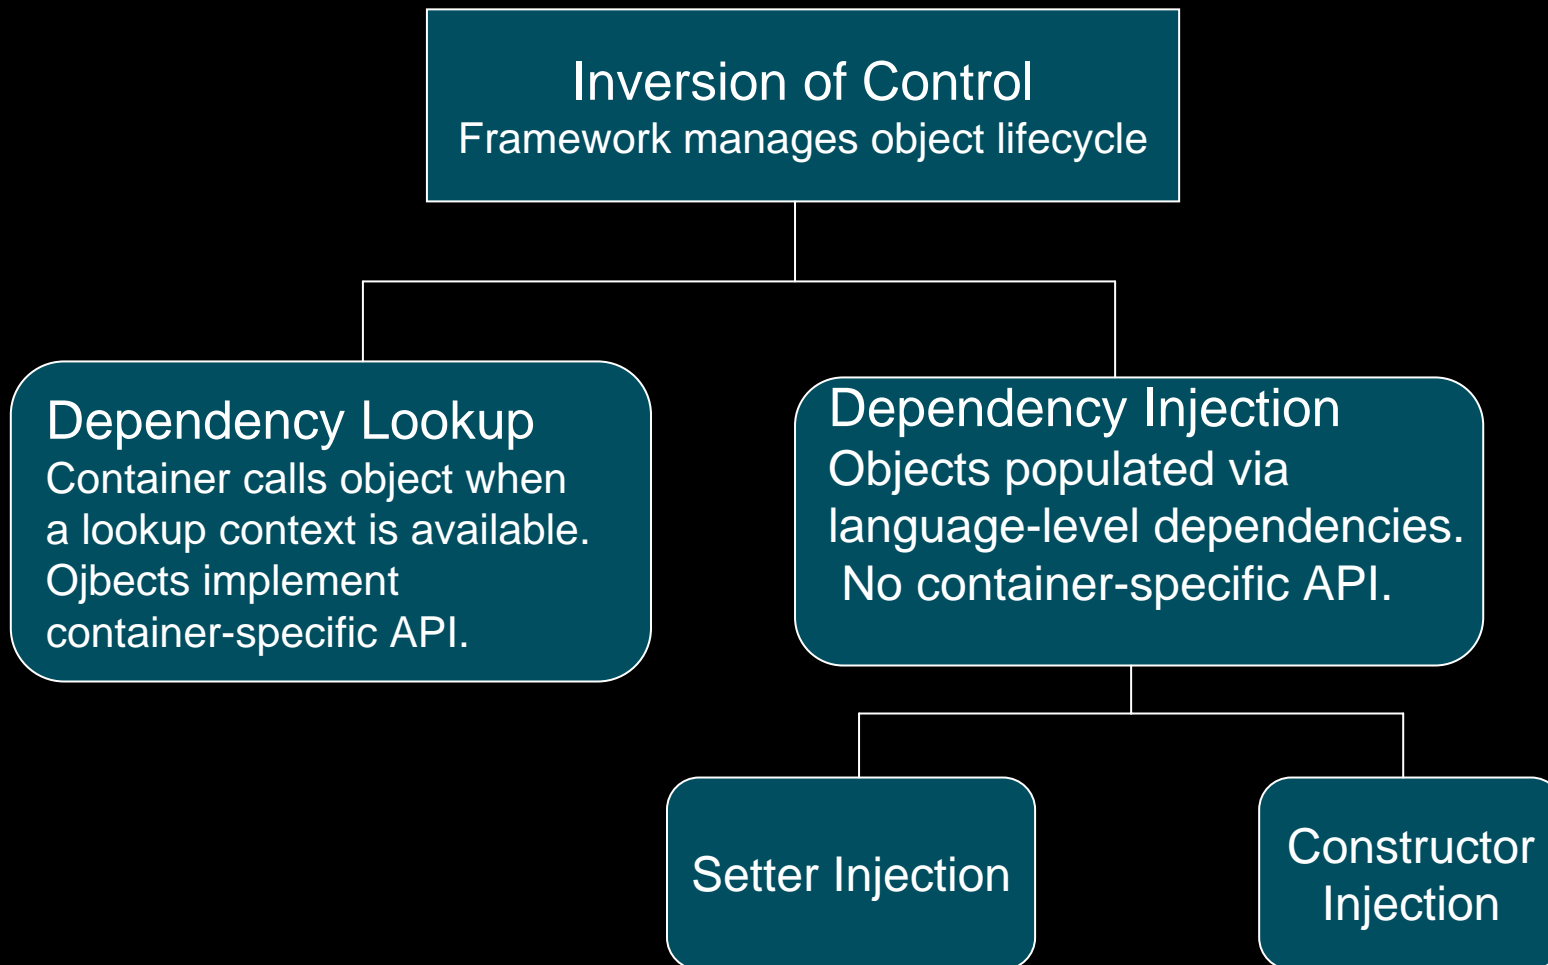 Inversion of Control
Framework manages object lifecycle
Dependency Lookup
Container calls object when
a lookup context is available.
Ojbects implement
container-specific API.
Dependency Injection
Objects populated via
language-level dependencies.
No container-specific API.
Setter Injection
Constructor
Injection